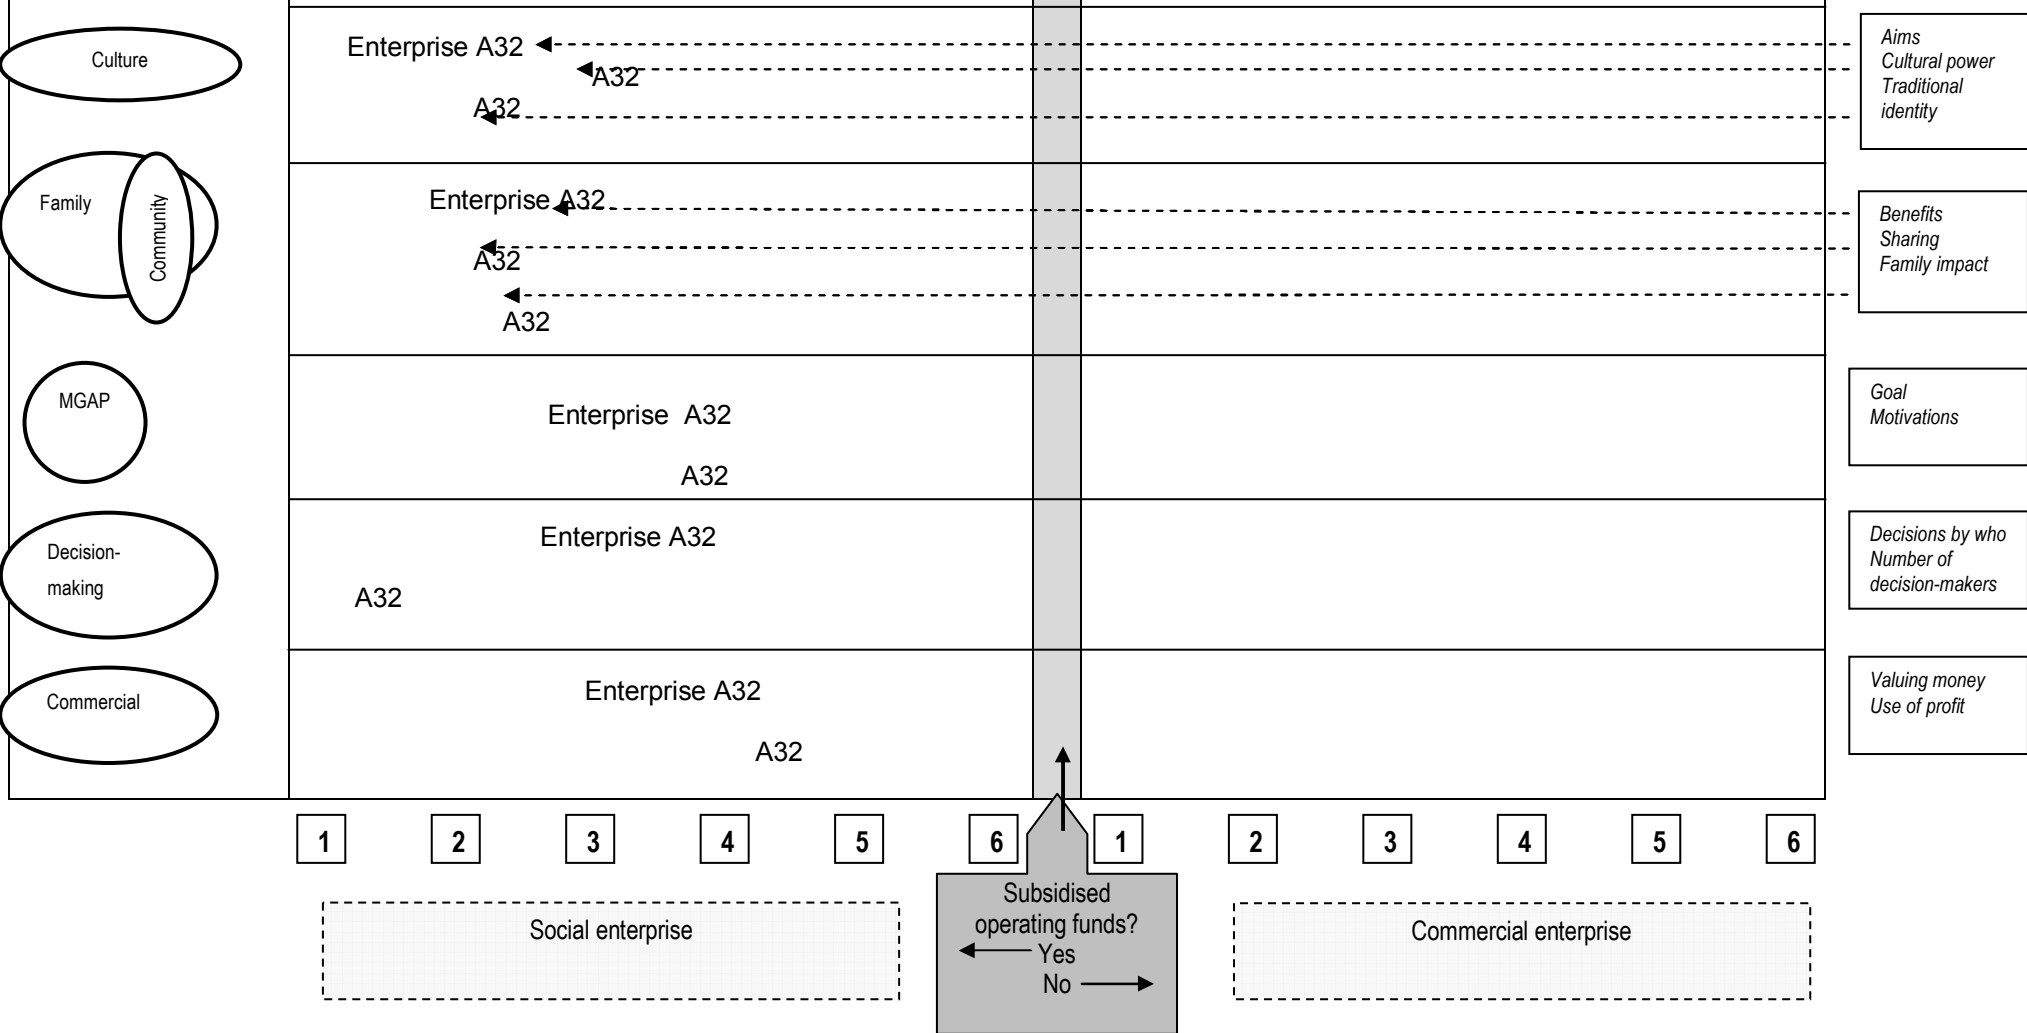 Culture
Enterprise A32
A32
A32
Aims
Cultural power
Traditional
identity
Family
Community
Enterprise A32
A32
A32
Benefits
Sharing
Family impact
MGAP
Enterprise A32
A32
Goal
Motivations
Decision-
making
Enterprise A32
A32
Decisions by who
Number of
decision-makers
Commercial
Enterprise A32
A32
Valuing money
Use of profit
1 2 3 4 5 6 1 2 3 4 5 6
Social enterprise
Subsidised
operating funds?
Yes
No
Commercial enterprise